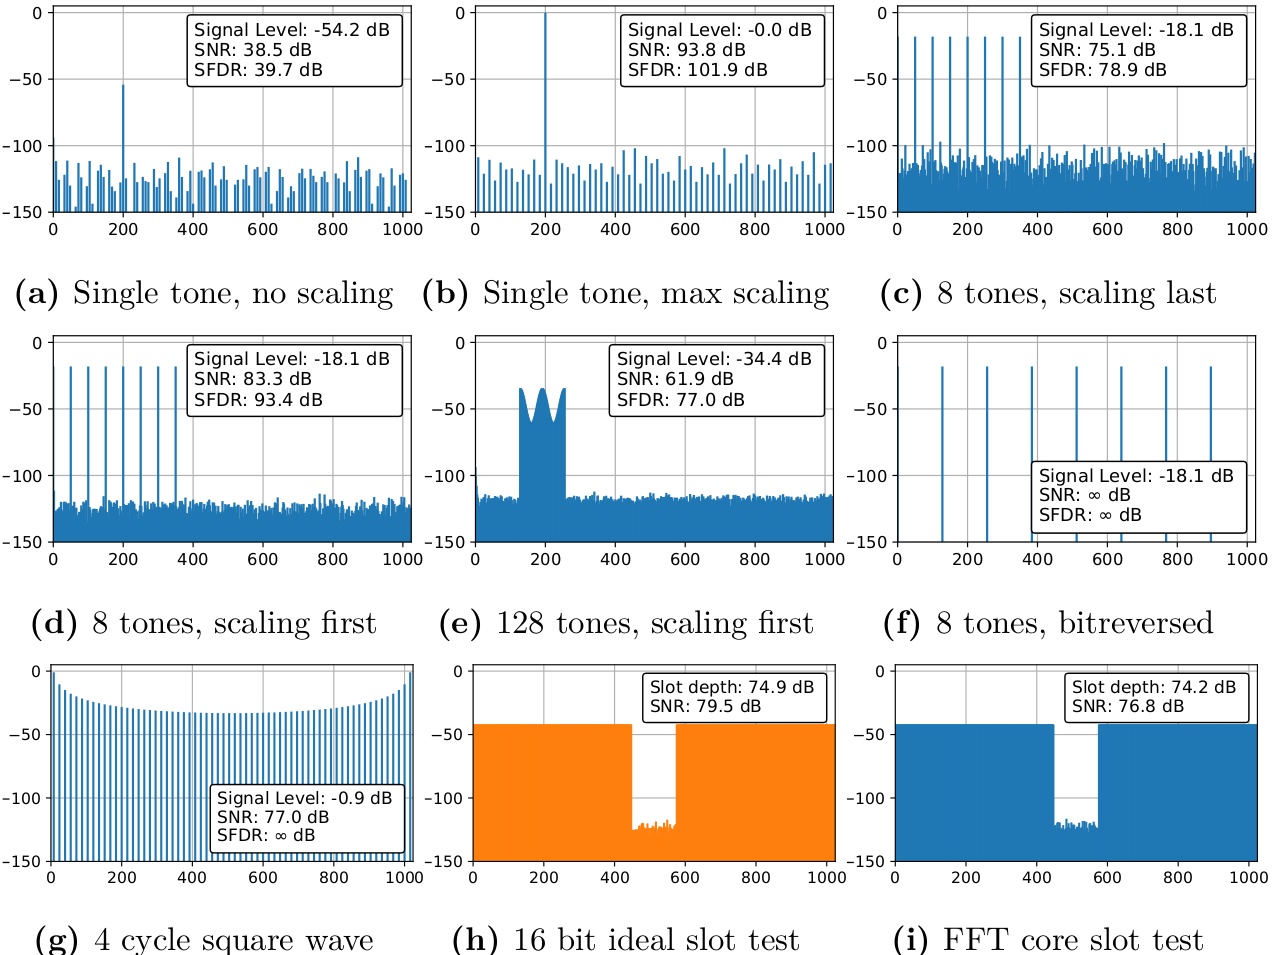 0
−50
−100
−150
0 200 400 600 800 1000
Signal Level: -54.2 dB
SNR: 38.5 dB
SFDR: 39.7 dB
(a) Single tone, no scaling
0
−50
−100
−150
0 200 400 600 800 1000
Signal Level: -0.0 dB
SNR: 93.8 dB
SFDR: 101.9 dB
(b) Single tone, max scaling
0
−50
−100
−150
0 200 400 600 800 1000
Signal Level: -18.1 dB
SNR: 75.1 dB
SFDR: 78.9 dB
(c) 8 tones, scaling last
0
−50
−100
−150
0 200 400 600 800 1000
Signal Level: -18.1 dB
SNR: 83.3 dB
SFDR: 93.4 dB
(d) 8 tones, scaling first
0
−50
−100
−150
0 200 400 600 800 1000
Signal Level: -34.4 dB
SNR: 61.9 dB
SFDR: 77.0 dB
(e) 128 tones, scaling first
0
−50
−100
−150
0 200 400 600 800 1000
Signal Level: -18.1 dB
SNR: ∞ dB
SFDR: ∞ dB
(f) 8 tones, bitreversed
0
−50
−100
−150
0 200 400 600 800 1000
Signal Level: -0.9 dB
SNR: 77.0 dB
SFDR: ∞ dB
(g) 4 cycle square wave
0
−50
−100
−150
0 200 400 600 800 1000
Slot depth: 74.9 dB
SNR: 79.5 dB
(h) 16 bit ideal slot test
0
−50
−100
−150
0 200 400 600 800 1000
Slot depth: 74.2 dB
SNR: 76.8 dB
(i) FFT core slot test